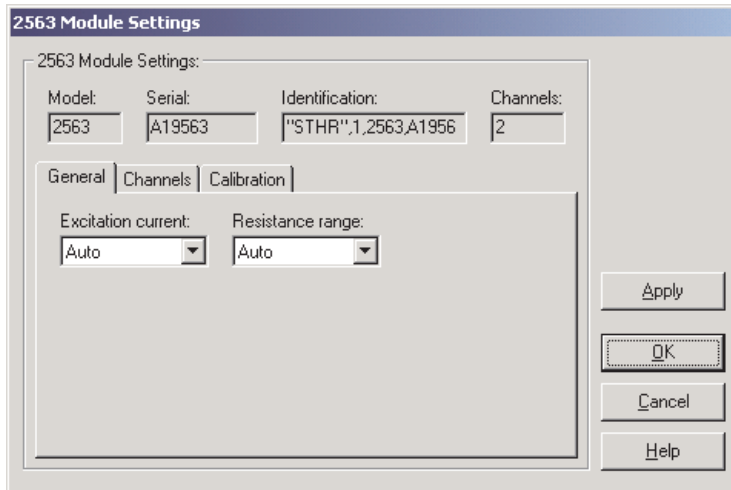 2563 Module Settings
2563 Module Settings:
Model: Serial: Identification: Channels:
2563 A19563 "STHR",1,2563,A1956 2
General Channels Calibration
Excitation current: Resistance range:
Auto Auto
Apply
OK
Cancel
Help